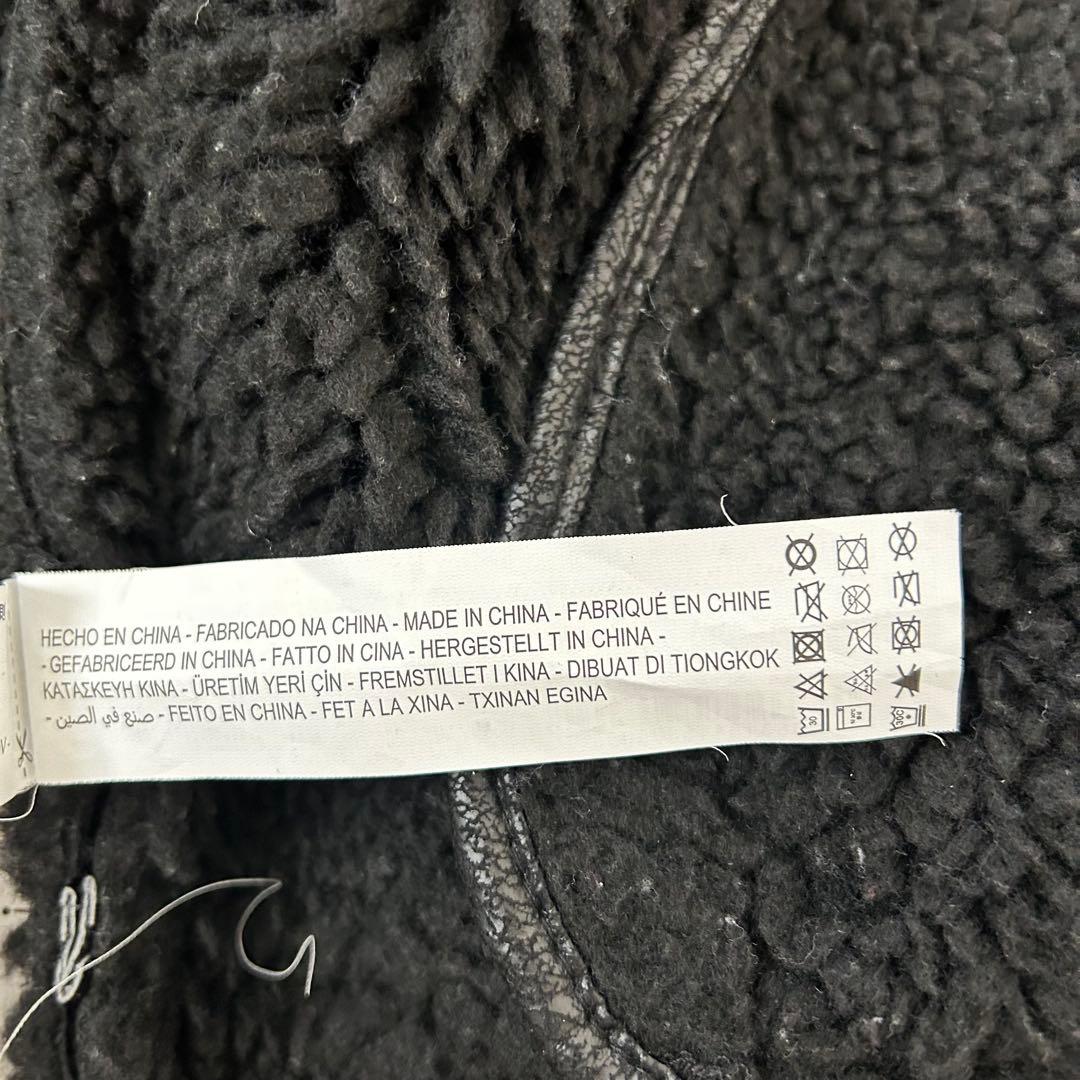 HECHO EN CHINA - FABRICADO NA CHINA - MADE IN CHINA - FABRIQUÉ EN CHINE
- GEFABRICEERD IN CHINA - FATTO IN CINA - HERGESTELLT IN CHINA -
ΚΑΤΑΣΚΕΥΗ ΚΙΝΑ - ÜRETİM YERİ ÇİN - FREMSTILLET I KINA - DIBUAT DI TIONGKOK
- صنع في الصين - FEITO EN CHINA - FET A LA XINA - TXINAN EGINA
30
30C